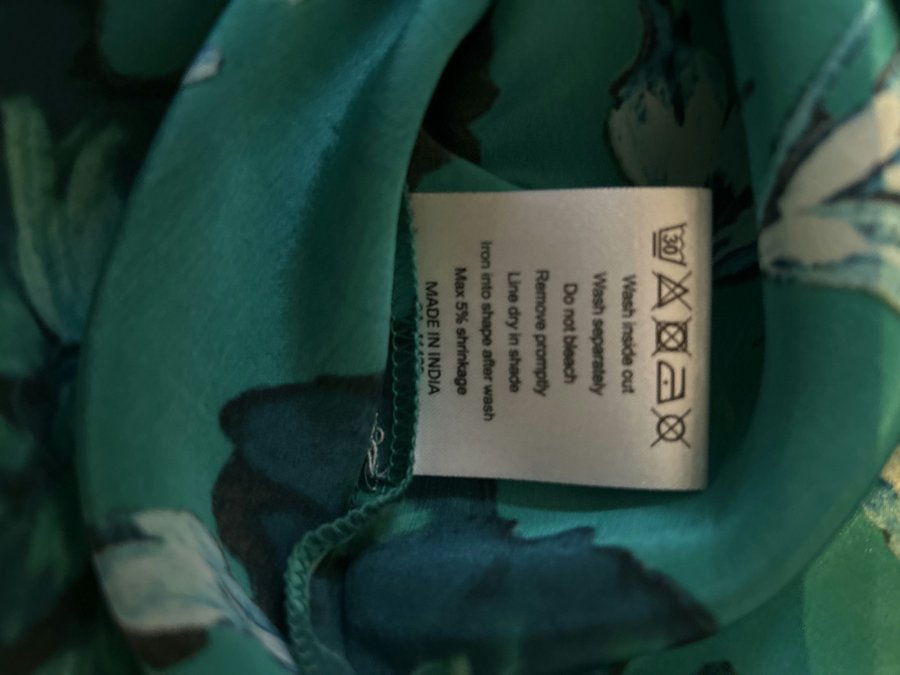 30
Wash inside out
Wash separately
Do not bleach
Remove promptly
Line dry in shade
Iron into shape after wash
Max 5% shrinkage
MADE IN INDIA